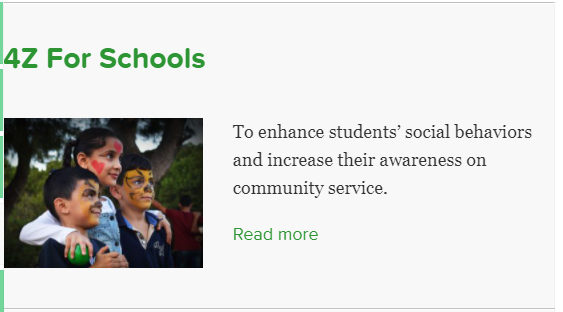 4Z For Schools
To enhance students’ social behaviors
and increase their awareness on
community service.
Read more